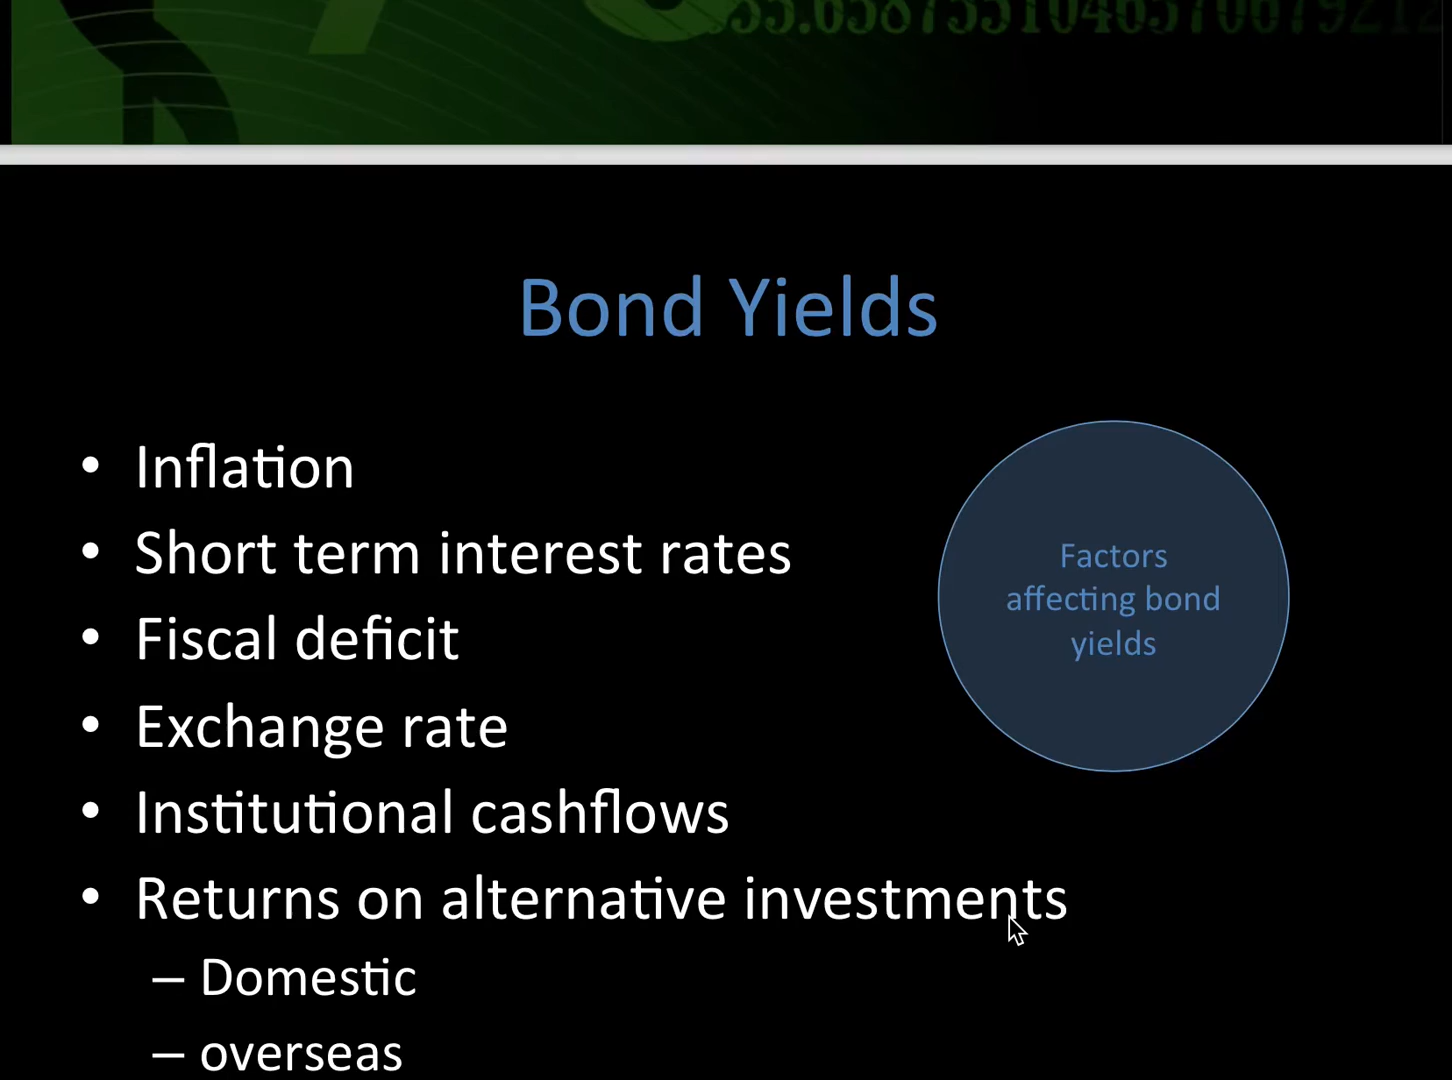 Bond Yields
• Inflation
• Short term interest rates
• Fiscal deficit
• Exchange rate
• Institutional cashflows
• Returns on alternative investments
– Domestic
– overseas
Factors
affecting bond
yields